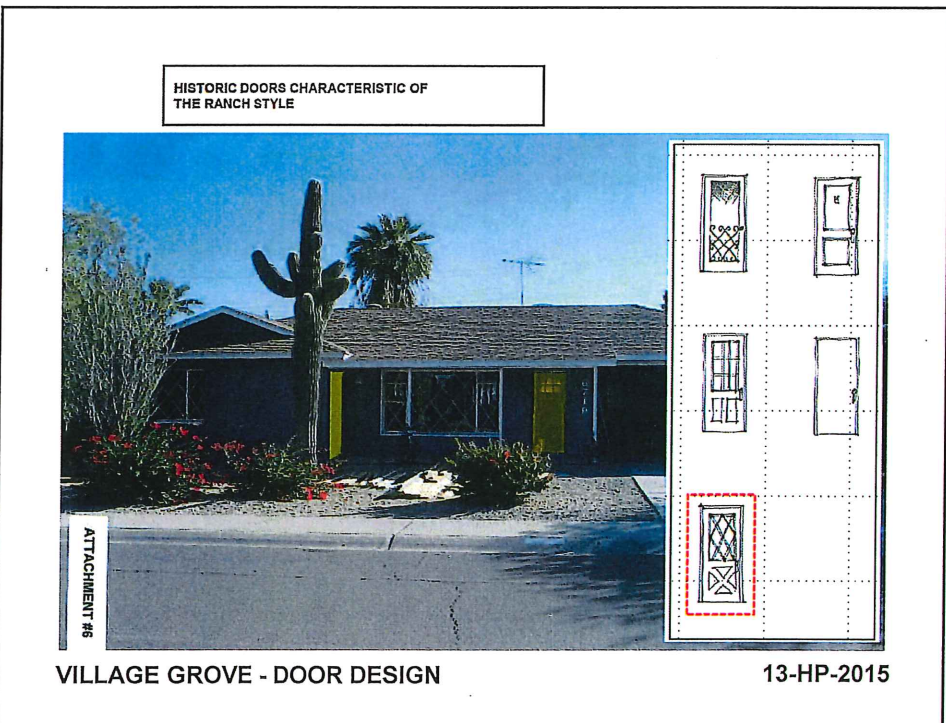 HISTORIC DOORS CHARACTERISTIC OF
THE RANCH STYLE
ATTACHMENT #6
VILLAGE GROVE - DOOR DESIGN
13-HP-2015